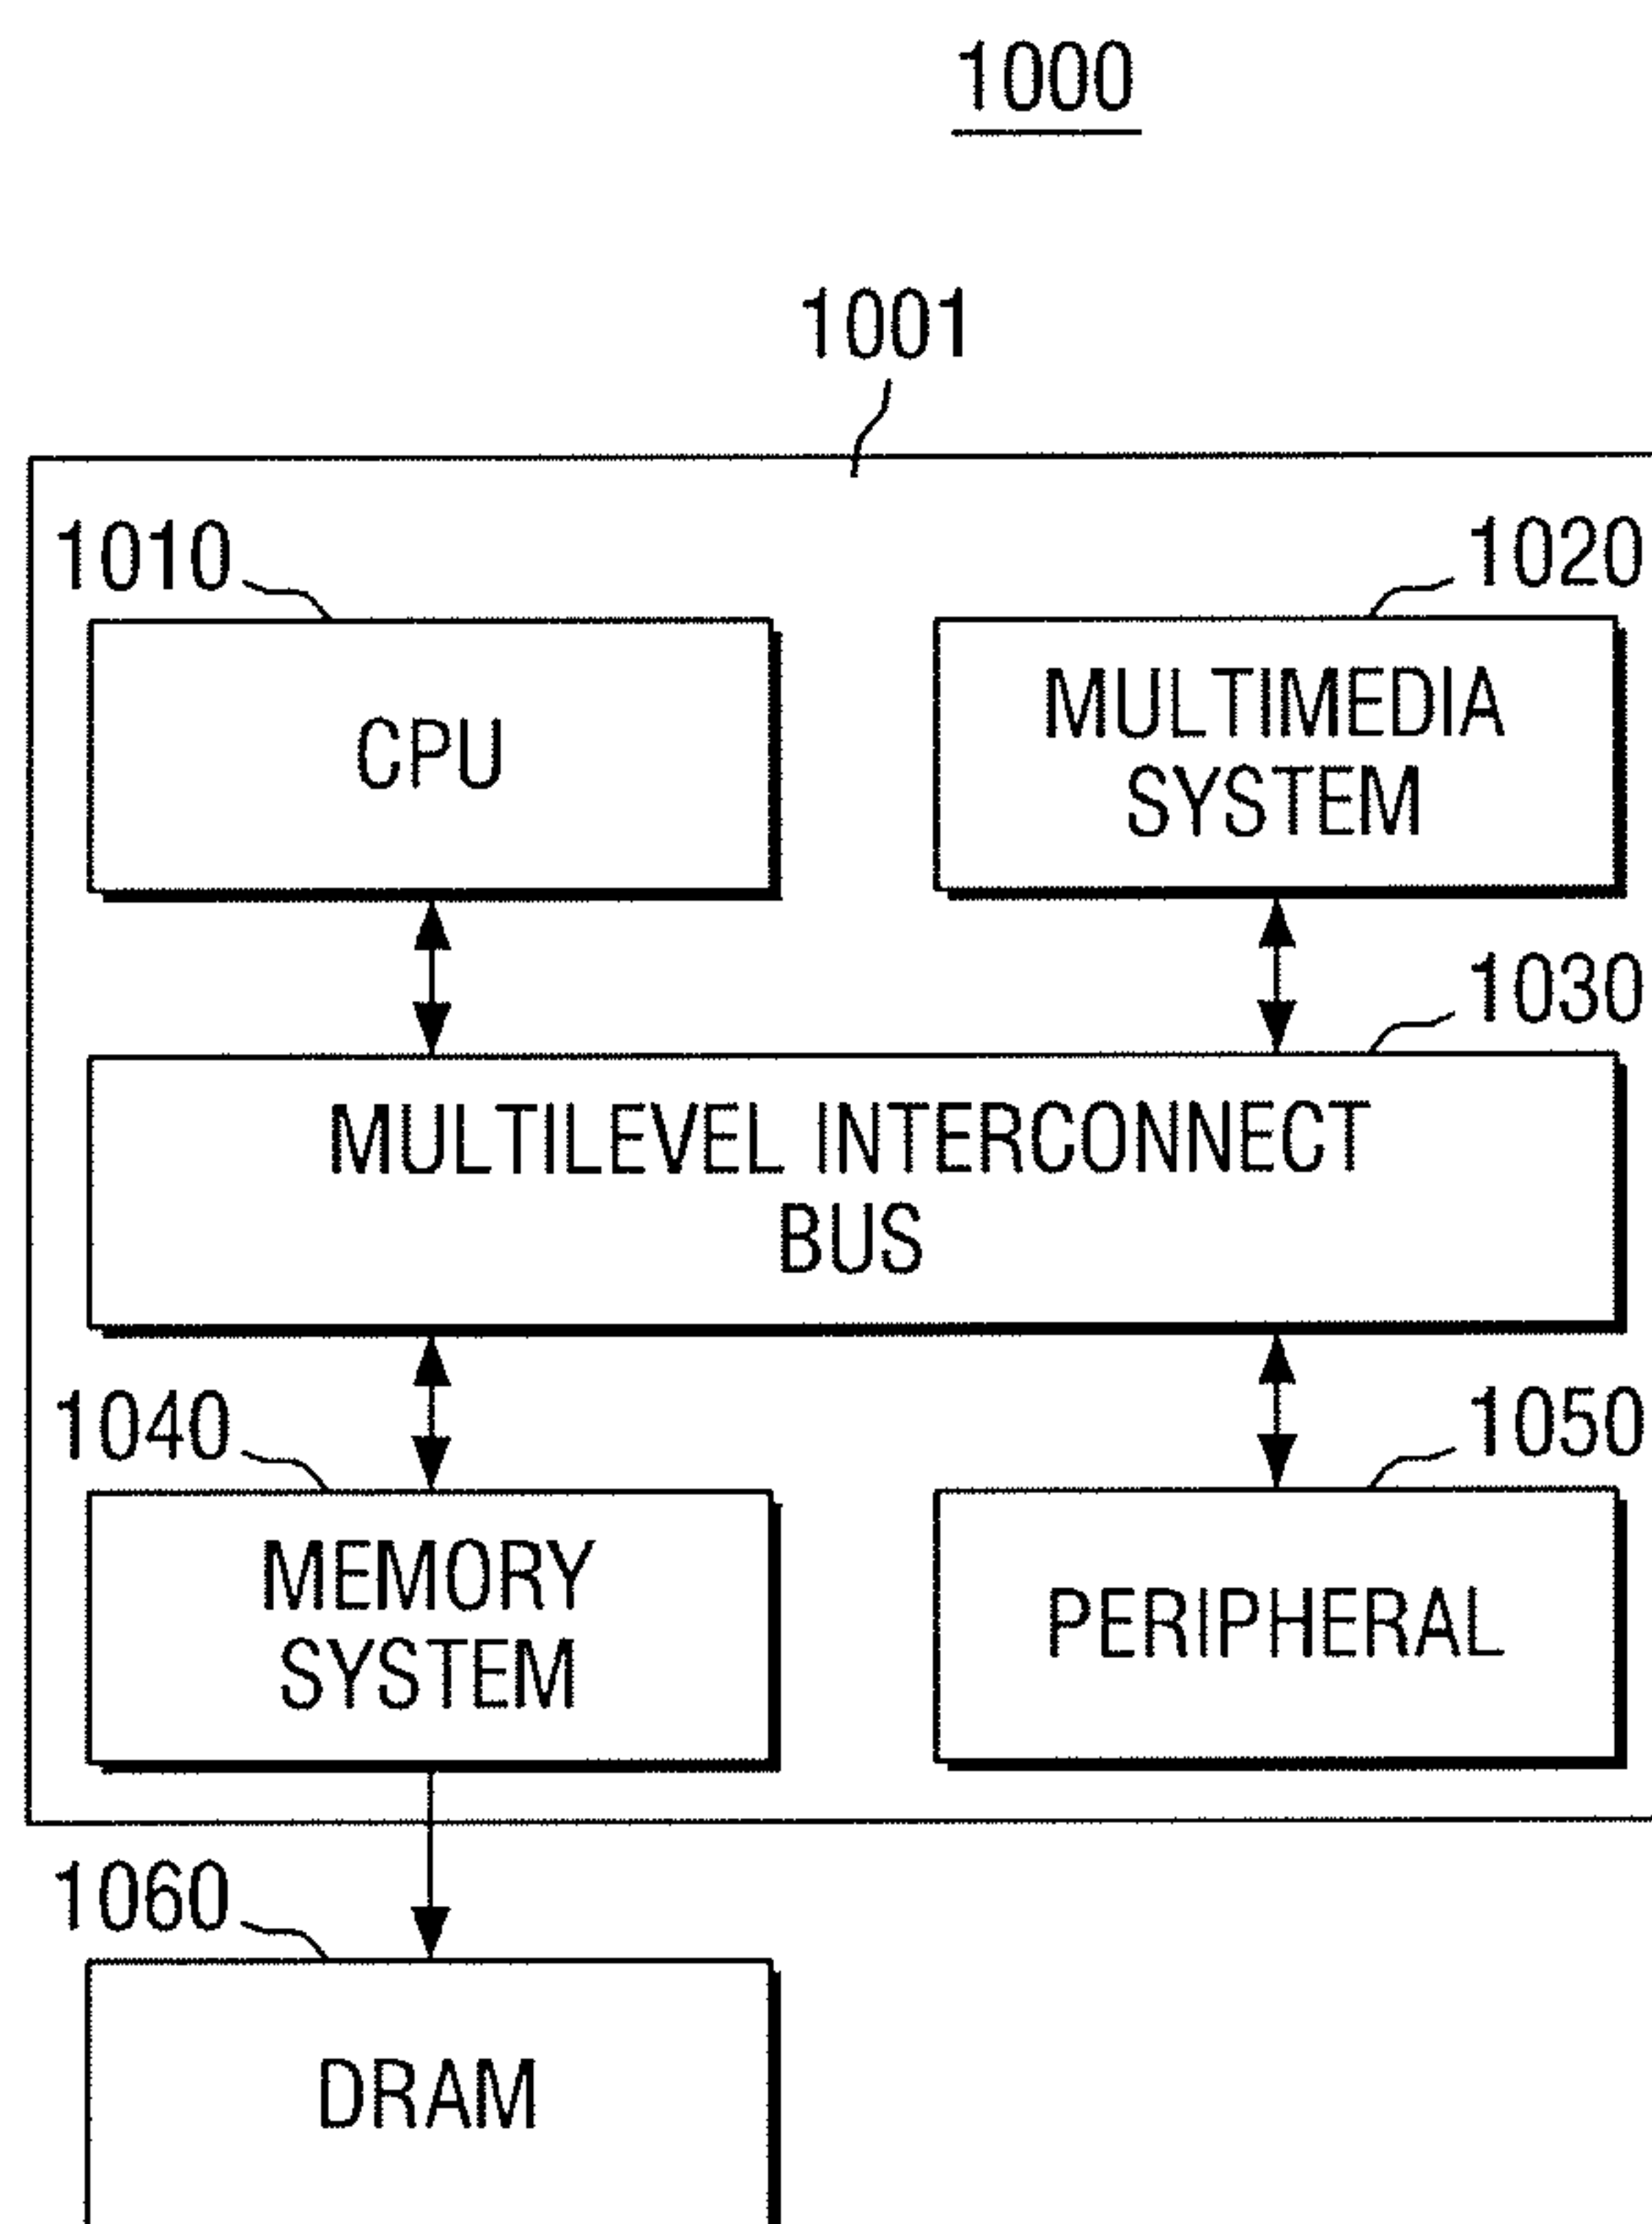 1000
1001
1010
1020
CPU
MULTIMEDIA
SYSTEM
1030
MULTILEVEL INTERCONNECT
BUS
1040
1050
MEMORY
SYSTEM
PERIPHERAL
1060
DRAM